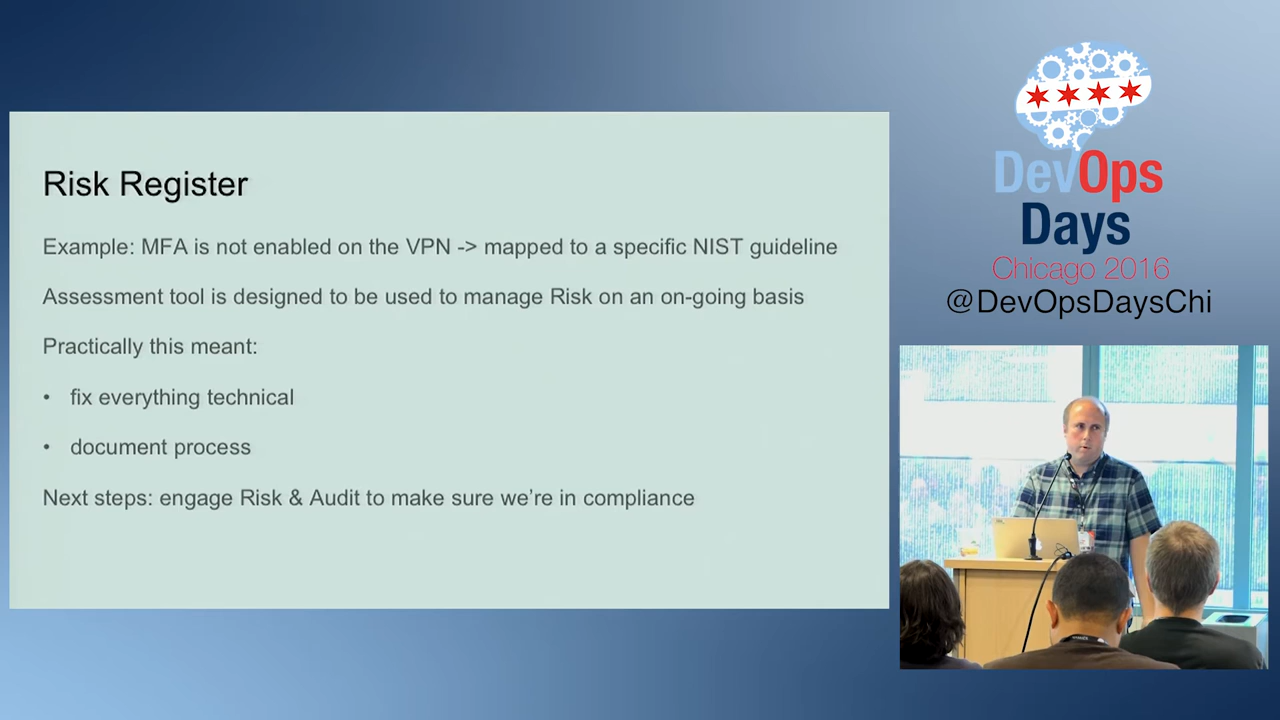 Risk Register
Example: MFA is not enabled on the VPN -> mapped to a specific NIST guideline
Assessment tool is designed to be used to manage Risk on an on-going basis
Practically this meant:
• fix everything technical
• document process
Next steps: engage Risk & Audit to make sure we're in compliance
DevOps
Days
Chicago 2016
@DevOpsDaysChi